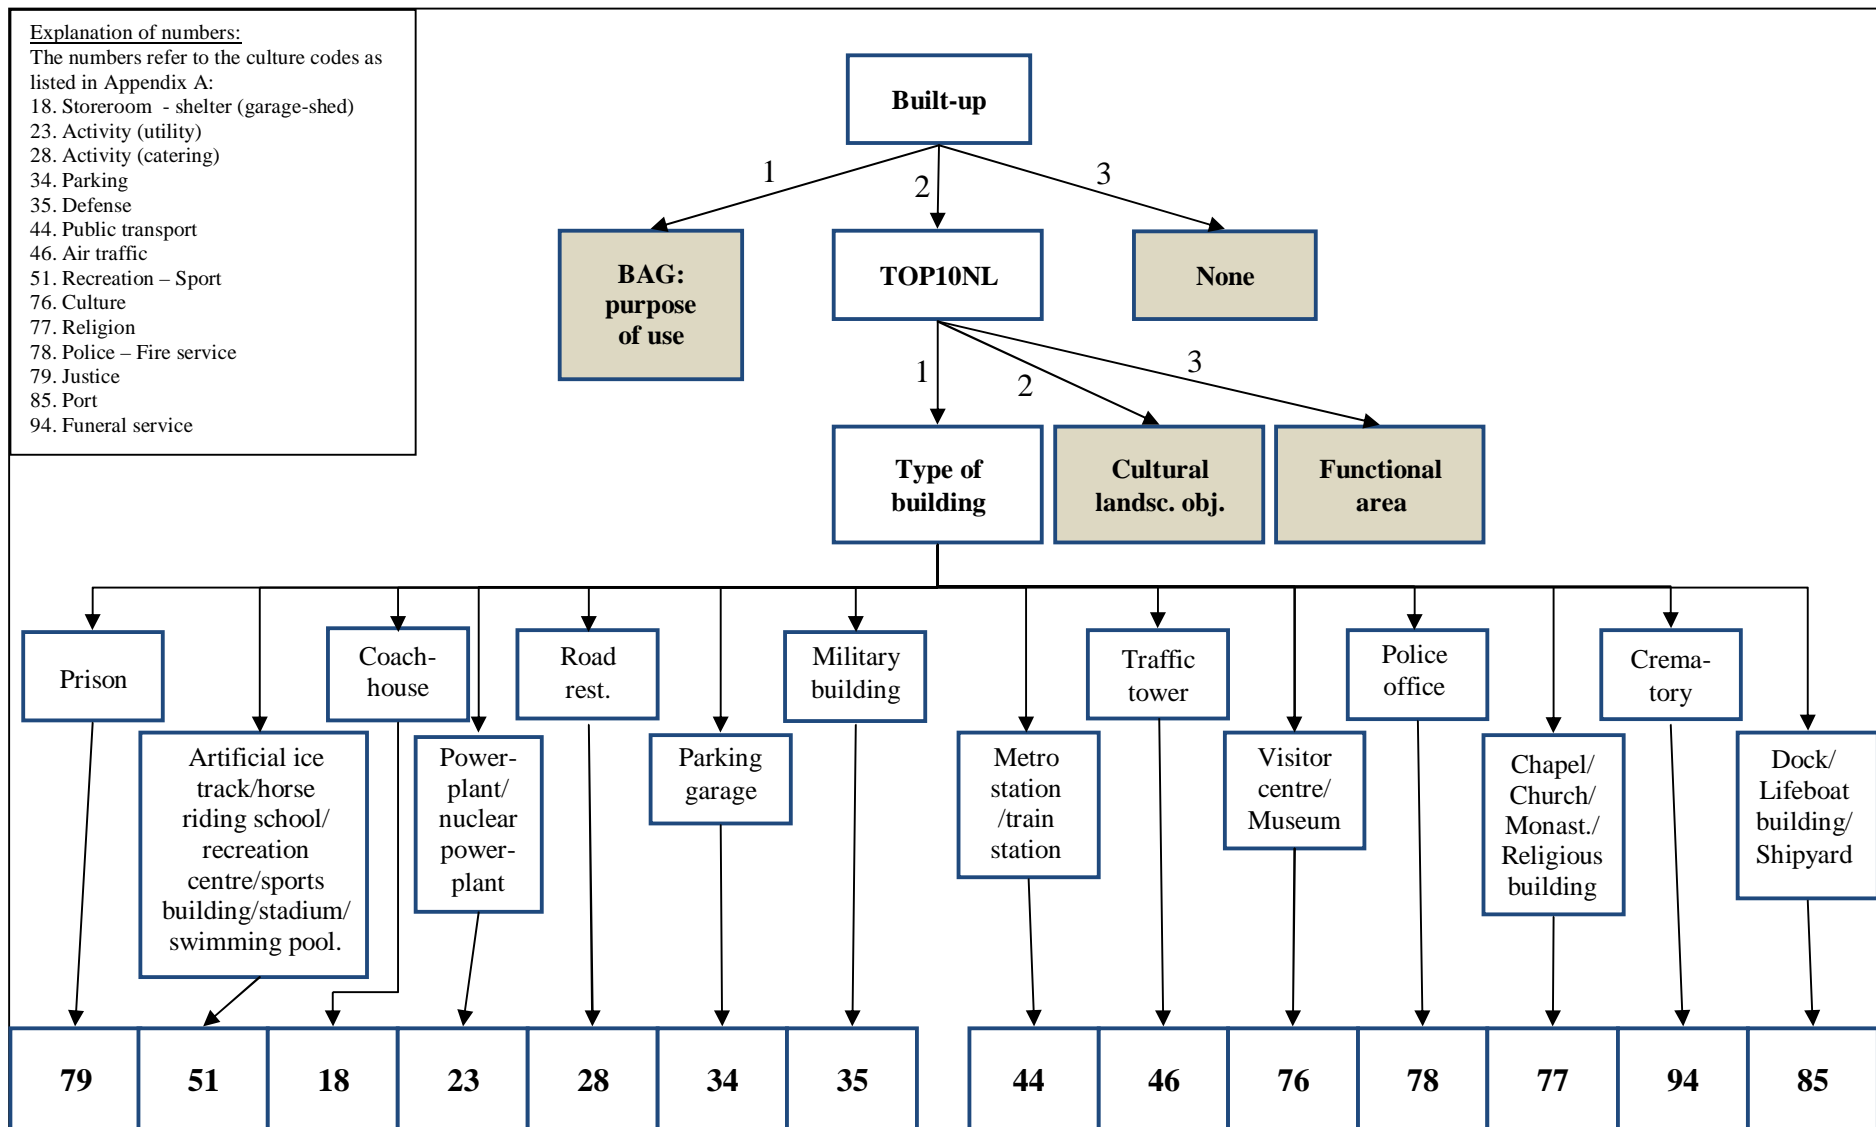 Explanation of numbers:
The numbers refer to the culture codes as
listed in Appendix A:
18. Storeroom  - shelter (garage-shed)
23. Activity (utility)
28. Activity (catering)
34. Parking
35. Defense
44. Public transport
46. Air traffic
51. Recreation – Sport
76. Culture
77. Religion
78. Police – Fire service
79. Justice
85. Port
94. Funeral service
Built-up
1
2
3
BAG:
purpose
of use
TOP10NL
None
1
2
3
Type of
building
Cultural
landsc. obj.
Functional
area
Prison
Artificial ice
track/horse
riding school/
recreation
centre/sports
building/stadium/
swimming pool.
Coach-
house
Power-
plant/
nuclear
power-
plant
Road
rest.
Parking
garage
Military
building
Metro
station
/train
station
Traffic
tower
Visitor
centre/
Museum
Police
office
Chapel/
Church/
Monast./
Religious
building
Crema-
tory
Dock/
Lifeboat
building/
Shipyard
79
51
18
23
28
34
35
44
46
76
78
77
94
85